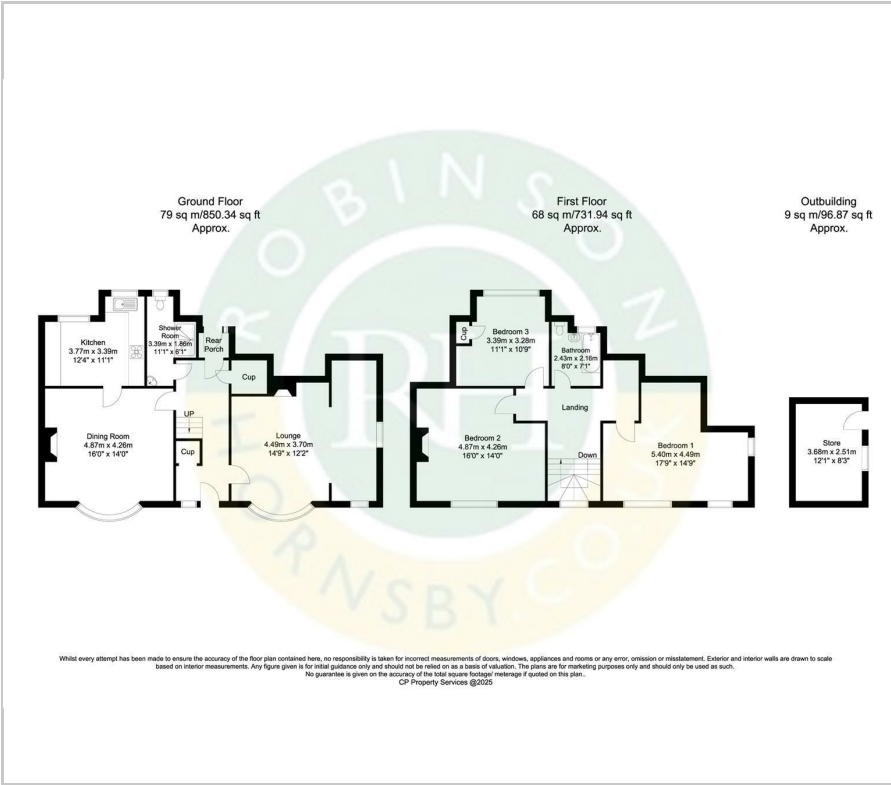 Ground Floor
79 sq m/850.34 sq ft
Approx.
First Floor
68 sq m/731.94 sq ft
Approx.
Outbuilding
9 sq m/96.87 sq ft
Approx.
Kitchen
3.77m x 3.39m
12'4" x 11'1"
Shower
Room
3.39m x 1.86m
11'1" x 6'1"
Rear
Porch
Cup
Dining Room
4.87m x 4.26m
16'0" x 14'0"
UP
Cup
Lounge
4.49m x 3.70m
14'9" x 12'2"
Cup
Bedroom 3
3.39m x 3.28m
11'1" x 10'9"
Bathroom
2.43m x 2.16m
8'0" x 7'1"
Landing
Bedroom 2
4.87m x 4.26m
16'0" x 14'0"
Down
Bedroom 1
5.40m x 4.49m
17'9" x 14'9"
Store
3.68m x 2.51m
12'1" x 8'3"
ROBINSON
RH
HORNSBY.CO.UK
Whilst every attempt has been made to ensure the accuracy of the floor plan contained here, no responsibility is taken for incorrect measurements of doors, windows, appliances and rooms or any error, omission or misstatement. Exterior and interior walls are drawn to scale
based on interior measurements. Any figure given is for initial guidance only and should not be relied on as a basis of valuation. The plans are for marketing purposes only and should only be used as such.
No guarantee is given on the accuracy of the total square footage/ meterage if quoted on this plan..
CP Property Services @2025